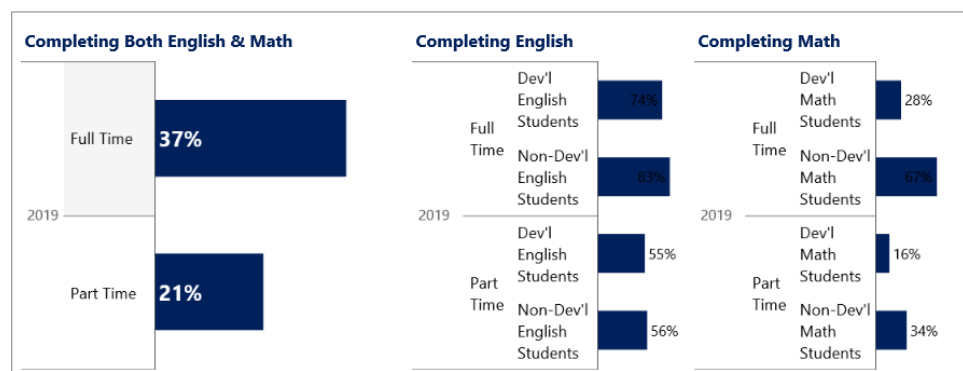 Completing Both English & Math
Full Time
37%
2019
Part Time
21%
Completing English
Full
Time
Dev'l
English
Students
74%
Non-Dev'l
English
Students
83%
2019
Part
Time
Dev'l
English
Students
55%
Non-Dev'l
English
Students
56%
Completing Math
Full
Time
Dev'l
Math
Students
28%
Non-Dev'l
Math
Students
67%
2019
Part
Time
Dev'l
Math
Students
16%
Non-Dev'l
Math
Students
34%